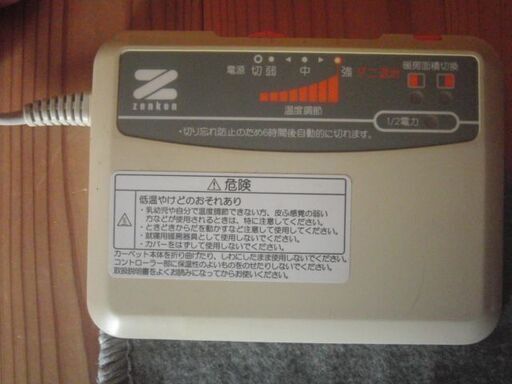 zenken
電源 切 弱 中 強 ダニ退治
温度調節
暖房面積切換
1/2電力
・切り忘れ防止のため6時間後自動的に切れます。
⚠危険
低温やけどのおそれあり
・乳幼児や自分で温度調節できない方、皮ふ感覚の弱い
方などが使用されるときは、特に注意してください。
・ときどきからだを動かすなど注意して使用してください。
・就寝用暖房器具として使用しないでください。
・カバーをはずして使用しないでください。
カーペット本体を折り曲げたり、しわにしたまま使用しないでください。
コントローラー部に保温性のよいものをのせたりしないでください。
取扱説明書をよくお読みになってからお使いください。